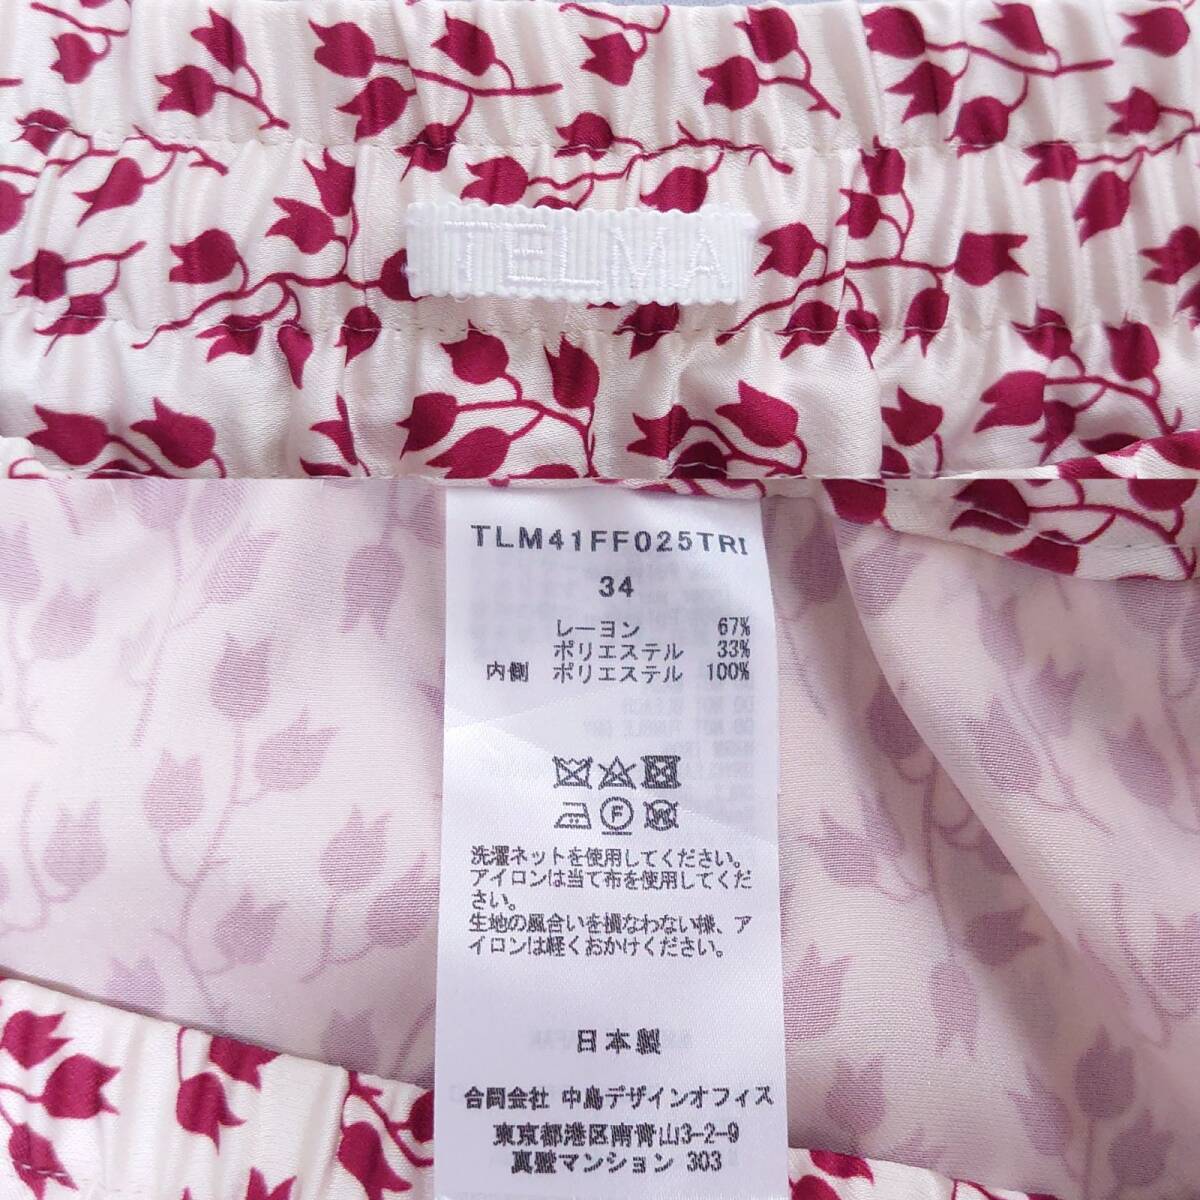 TELMA
TLM41FF025TRI
34
レーヨン 67%
ポリエステル 33%
内側 ポリエステル 100%
F
W
洗濯ネットを使用してください。
アイロンは当て布を使用してくだ
さい。
生地の風合いを損なわない様、ア
イロンは軽くおかけください。
日本製
合同会社 中島デザインオフィス
東京都港区南青山3-2-9
真璧マンション 303